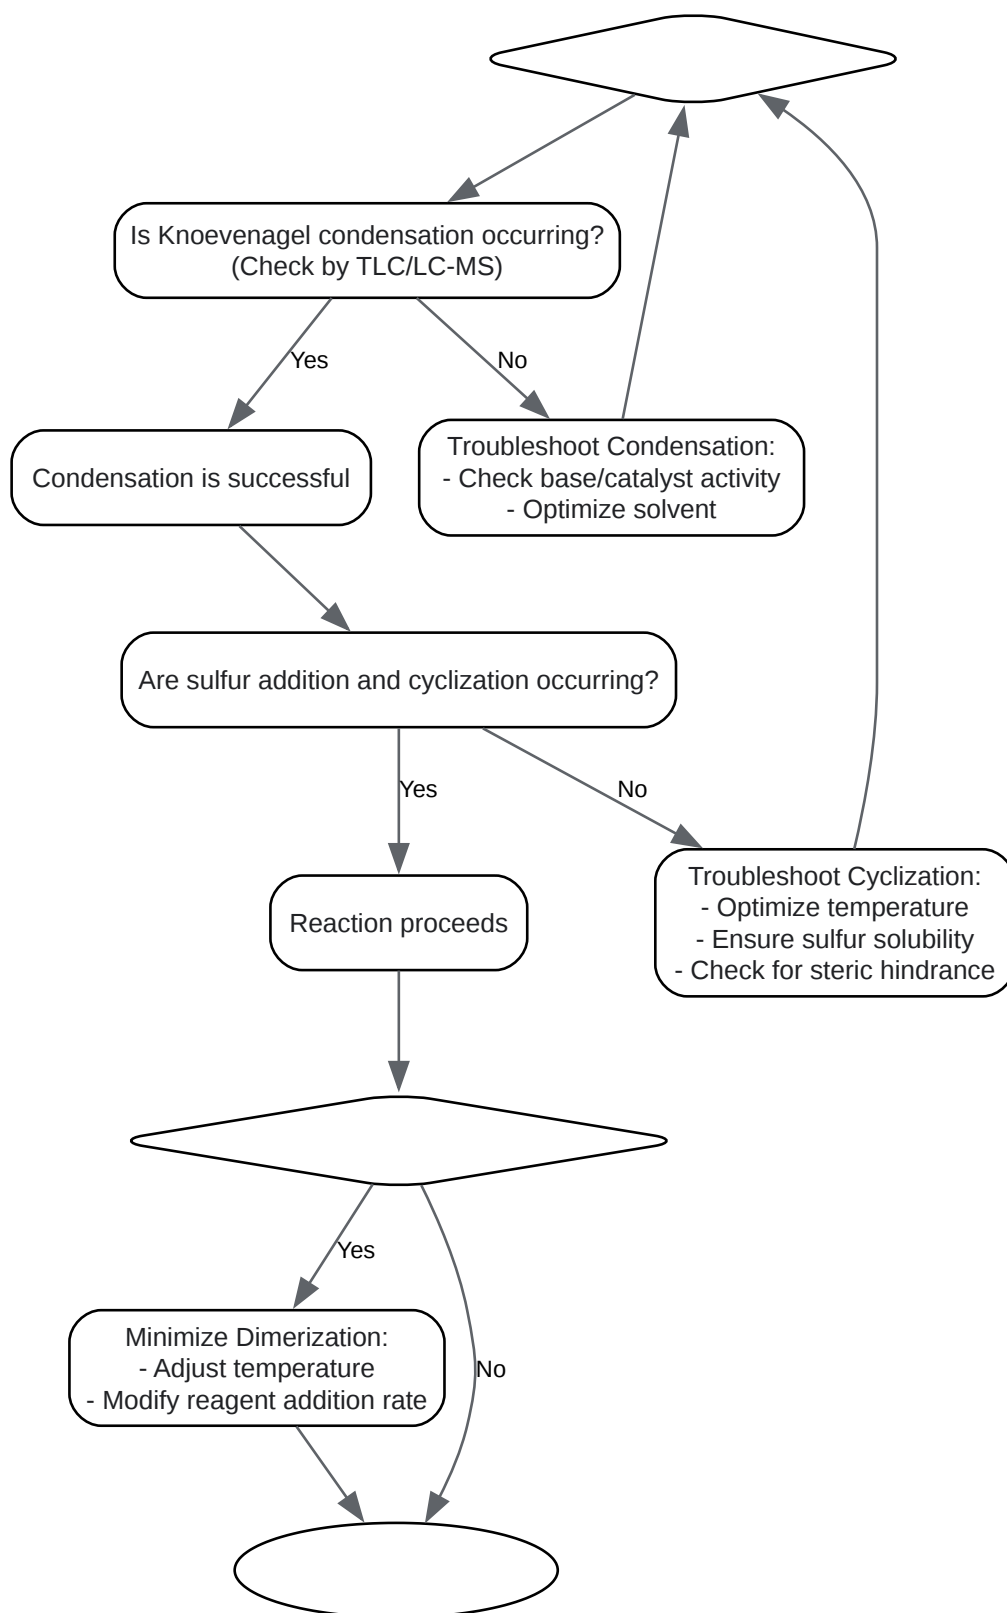 Is Knoevenagel condensation occurring?
(Check by TLC/LC-MS)
Yes
No
Condensation is successful
Troubleshoot Condensation:
- Check base/catalyst activity
- Optimize solvent
Are sulfur addition and cyclization occurring?
Yes
No
Reaction proceeds
Troubleshoot Cyclization:
- Optimize temperature
- Ensure sulfur solubility
- Check for steric hindrance
Yes
Minimize Dimerization:
- Adjust temperature
- Modify reagent addition rate
No